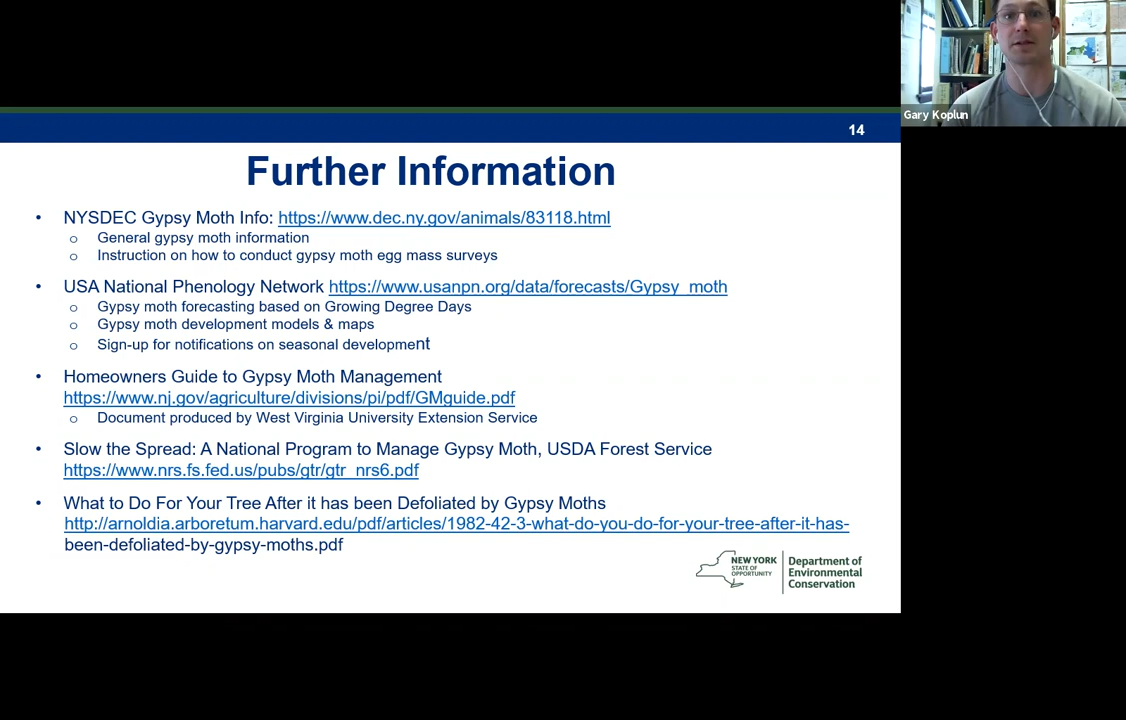 Gary Koplun
14
Further Information
• NYSDEC Gypsy Moth Info: https://www.dec.ny.gov/animals/83118.html
o General gypsy moth information
o Instruction on how to conduct gypsy moth egg mass surveys
• USA National Phenology Network https://www.usanpn.org/data/forecasts/Gypsy_moth
o Gypsy moth forecasting based on Growing Degree Days
o Gypsy moth development models & maps
o Sign-up for notifications on seasonal development
• Homeowners Guide to Gypsy Moth Management
https://www.nj.gov/agriculture/divisions/pi/pdf/GMguide.pdf
o Document produced by West Virginia University Extension Service
• Slow the Spread: A National Program to Manage Gypsy Moth, USDA Forest Service
https://www.nrs.fs.fed.us/pubs/gtr/gtr_nrs6.pdf
• What to Do For Your Tree After it has been Defoliated by Gypsy Moths
http://arnoldia.arboretum.harvard.edu/pdf/articles/1982-42-3-what-do-you-do-for-your-tree-after-it-has-
been-defoliated-by-gypsy-moths.pdf
NEW YORK
STATE OF
OPPORTUNITY
Department of
Environmental
Conservation